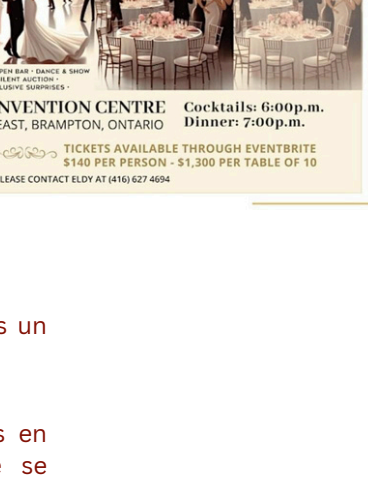 PEN BAR · DANCE & SHOW
ILENT AUCTION ·
LUSIVE SURPRISES ·
NVENTION CENTRE
EAST, BRAMPTON, ONTARIO
Cocktails: 6:00p.m.
Dinner: 7:00p.m.
TICKETS AVAILABLE THROUGH EVENTBRITE
$140 PER PERSON - $1,300 PER TABLE OF 10
LEASE CONTACT ELDY AT (416) 627 4694
s un
s en
se